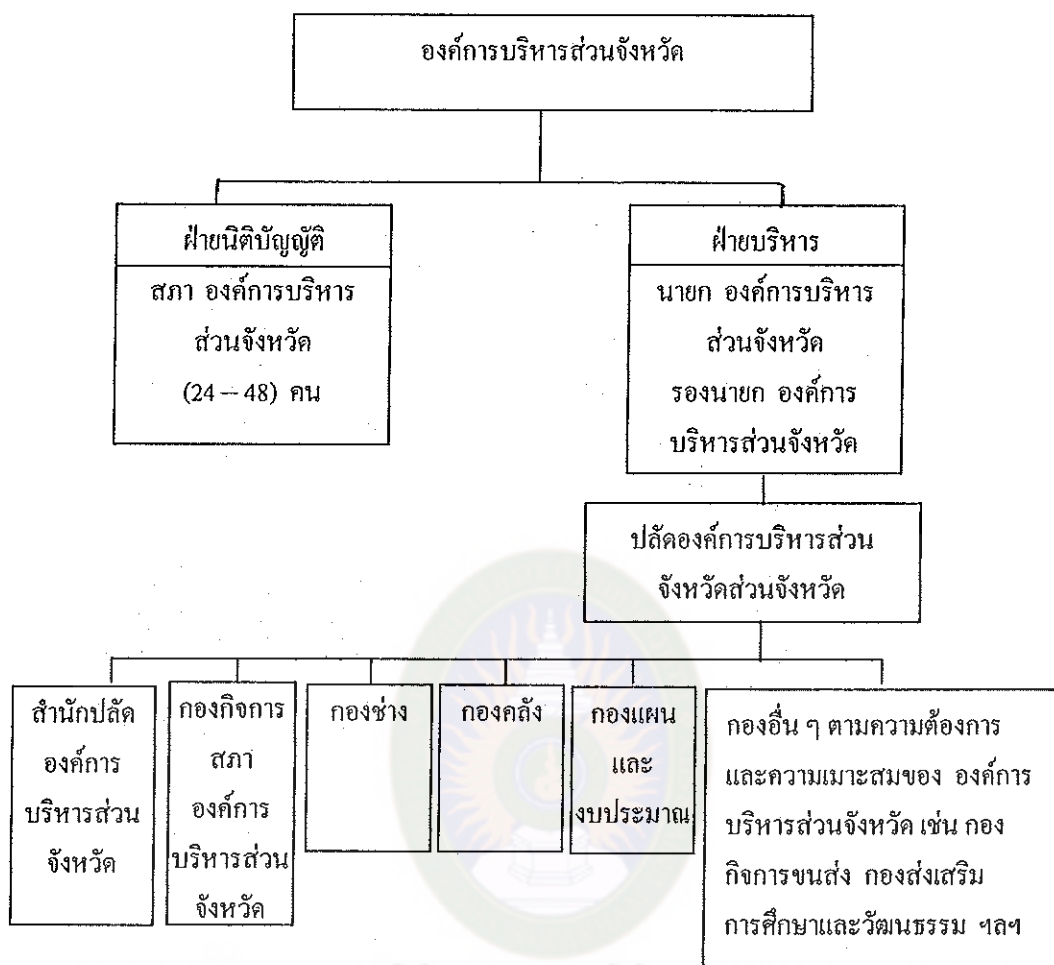 องค์การบริหารส่วนจังหวัด
ฝ่ายนิติบัญญัติ
สภา องค์การบริหาร
ส่วนจังหวัด
(24 – 48) คน
ฝ่ายบริหาร
นายก องค์การบริหาร
ส่วนจังหวัด
รองนายก องค์การ
บริหารส่วนจังหวัด
ปลัดองค์การบริหารส่วน
จังหวัดส่วนจังหวัด
สำนักปลัด
องค์การ
บริหารส่วน
จังหวัด
กองกิจการ
สภา
องค์การ
บริหารส่วน
จังหวัด
กองช่าง
กองคลัง
กองแผน
และ
งบประมาณ
กองอื่น ๆ ตามความต้องการ
และความเมาะสมของ องค์การ
บริหารส่วนจังหวัด เช่น กอง
กิจการขนส่ง กองส่งเสริม
การศึกษาและวัฒนธรรม ฯลฯ